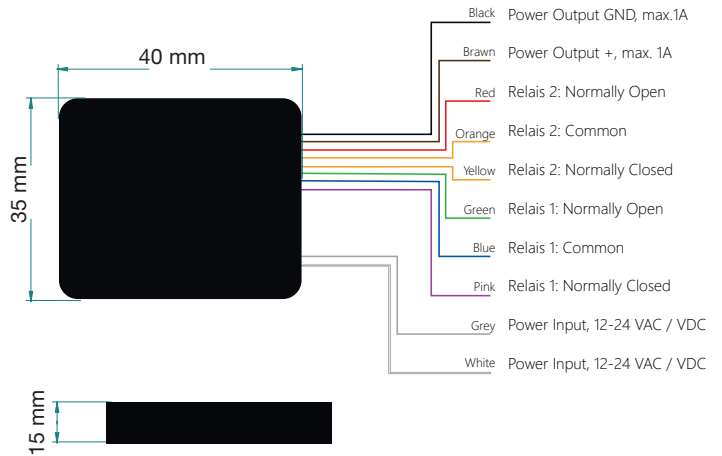 Black Power Output GND, max.1A
40 mm
Brawn Power Output +, max. 1A
Red Relais 2: Normally Open
Orange Relais 2: Common
35 mm
Yellow Relais 2: Normally Closed
Green Relais 1: Normally Open
Blue Relais 1: Common
Pink Relais 1: Normally Closed
Grey Power Input, 12-24 VAC / VDC
White Power Input, 12-24 VAC / VDC
15 mm